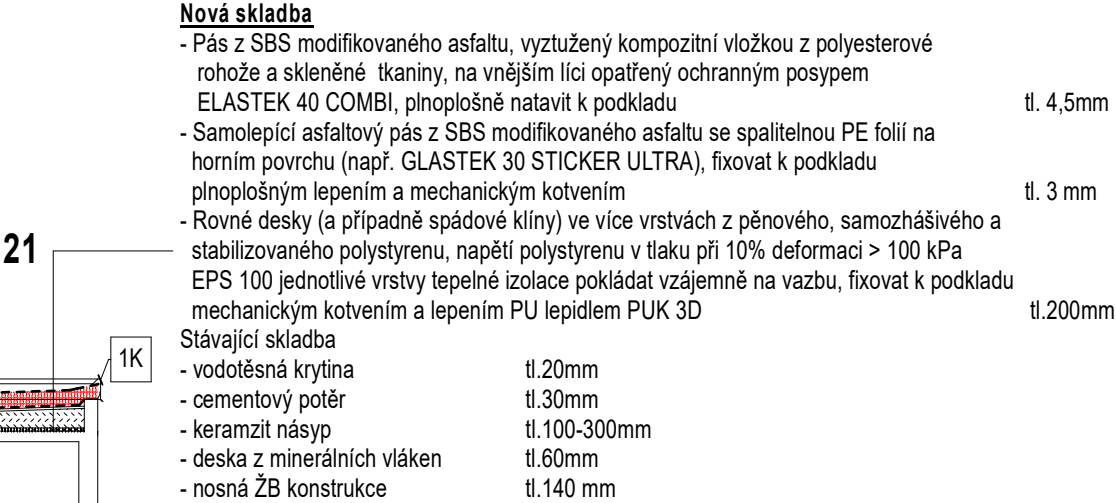 Nová skladba
- Pás z SBS modifikovaného asfaltu, vyztužený kompozitní vložkou z polyesterové
rohože a skleněné tkaniny, na vnějším líci opatřený ochranným posypem
ELASTEK 40 COMBI, plnoplošně natavit k podkladu tl. 4,5mm
- Samolepící asfaltový pás z SBS modifikovaného asfaltu se spalitelnou PE folií na
horním povrchu (např. GLASTEK 30 STICKER ULTRA), fixovat k podkladu
plnoplošným lepením a mechanickým kotvením tl. 3 mm
- Rovné desky (a případně spádové klíny) ve více vrstvách z pěnového, samozhášivého a
21 stabilizovaného polystyrenu, napětí polystyrenu v tlaku při 10% deformaci > 100 kPa
EPS 100 jednotlivé vrstvy tepelné izolace pokládat vzájemně na vazbu, fixovat k podkladu
mechanickým kotvením a lepením PU lepidlem PUK 3D tl.200mm
Stávající skladba
1K
- vodotěsná krytina tl.20mm
- cementový potěr tl.30mm
- keramzit násyp tl.100-300mm
- deska z minerálních vláken tl.60mm
- nosná ŽB konstrukce tl.140 mm